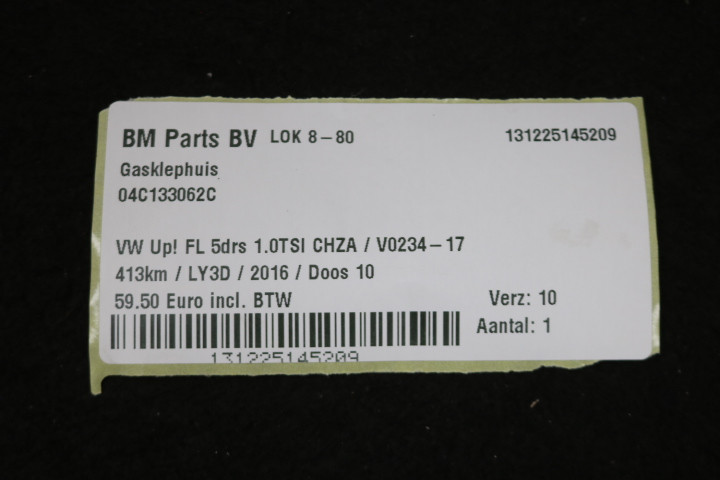 BM Parts BV LOK 8-80 131225145209
Gasklephuis
04C133062C
VW Up! FL 5drs 1.0TSI CHZA / V0234-17
413km / LY3D / 2016 / Doos 10
59.50 Euro incl. BTW Verz: 10
Aantal: 1
131225145209